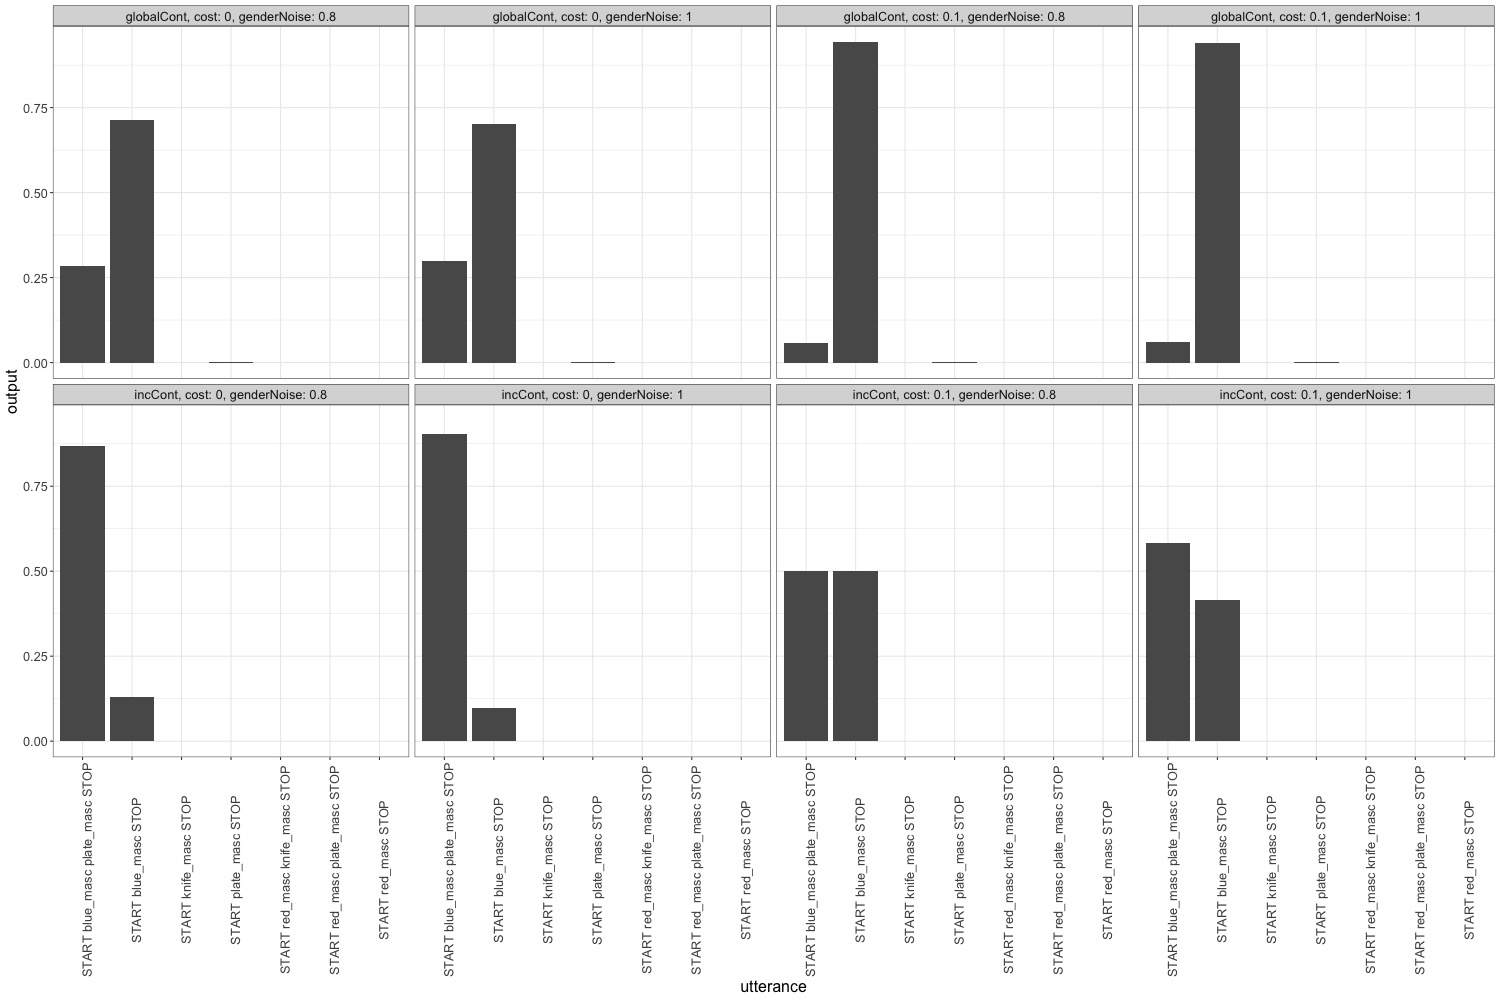 globalCont, cost: 0, genderNoise: 0.8
globalCont, cost: 0, genderNoise: 1
globalCont, cost: 0.1, genderNoise: 0.8
globalCont, cost: 0.1, genderNoise: 1
0.75
0.50
0.25
0.00
output
incCont, cost: 0, genderNoise: 0.8
incCont, cost: 0, genderNoise: 1
incCont, cost: 0.1, genderNoise: 0.8
incCont, cost: 0.1, genderNoise: 1
0.75
0.50
0.25
0.00
START blue_masc plate_masc STOP
START blue_masc STOP
START knife_masc STOP
START plate_masc STOP
START red_masc knife_masc STOP
START red_masc plate_masc STOP
START red_masc STOP
START blue_masc plate_masc STOP
START blue_masc STOP
START knife_masc STOP
START plate_masc STOP
START red_masc knife_masc STOP
START red_masc plate_masc STOP
START red_masc STOP
START blue_masc plate_masc STOP
START blue_masc STOP
START knife_masc STOP
START plate_masc STOP
START red_masc knife_masc STOP
START red_masc plate_masc STOP
START red_masc STOP
START blue_masc plate_masc STOP
START blue_masc STOP
START knife_masc STOP
START plate_masc STOP
START red_masc knife_masc STOP
START red_masc plate_masc STOP
START red_masc STOP
utterance